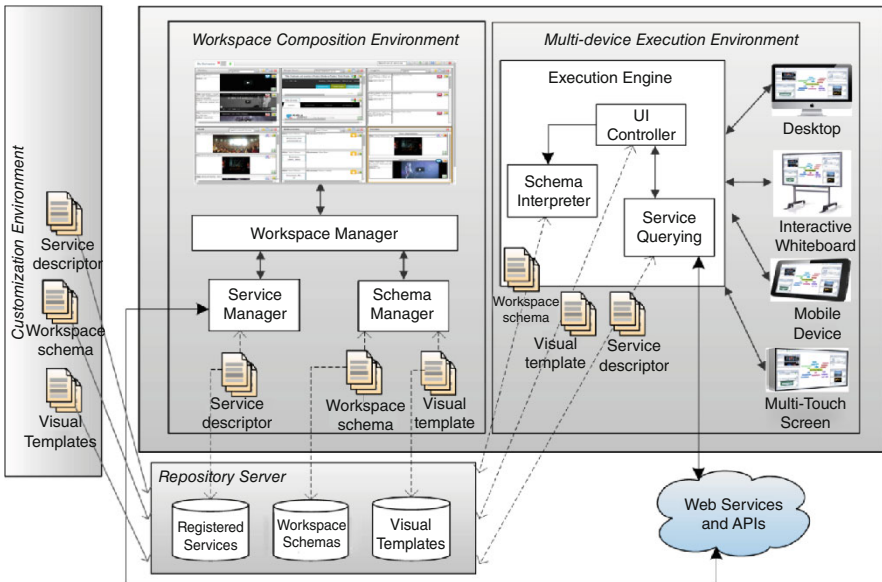 Customization Environment
Service
descriptor
Workspace
schema
Visual
Templates
Workspace Composition Environment
Workspace Manager
Service
Manager
Schema
Manager
Service
descriptor
Workspace
schema
Visual
template
Multi-device Execution Environment
Execution Engine
UI
Controller
Schema
Interpreter
Service
Querying
Workspace
schema
Visual
template
Service
descriptor
Desktop
Interactive
Whiteboard
Mobile
Device
Multi-Touch
Screen
Repository Server
Registered
Services
Workspace
Schemas
Visual
Templates
Web Services
and APIs